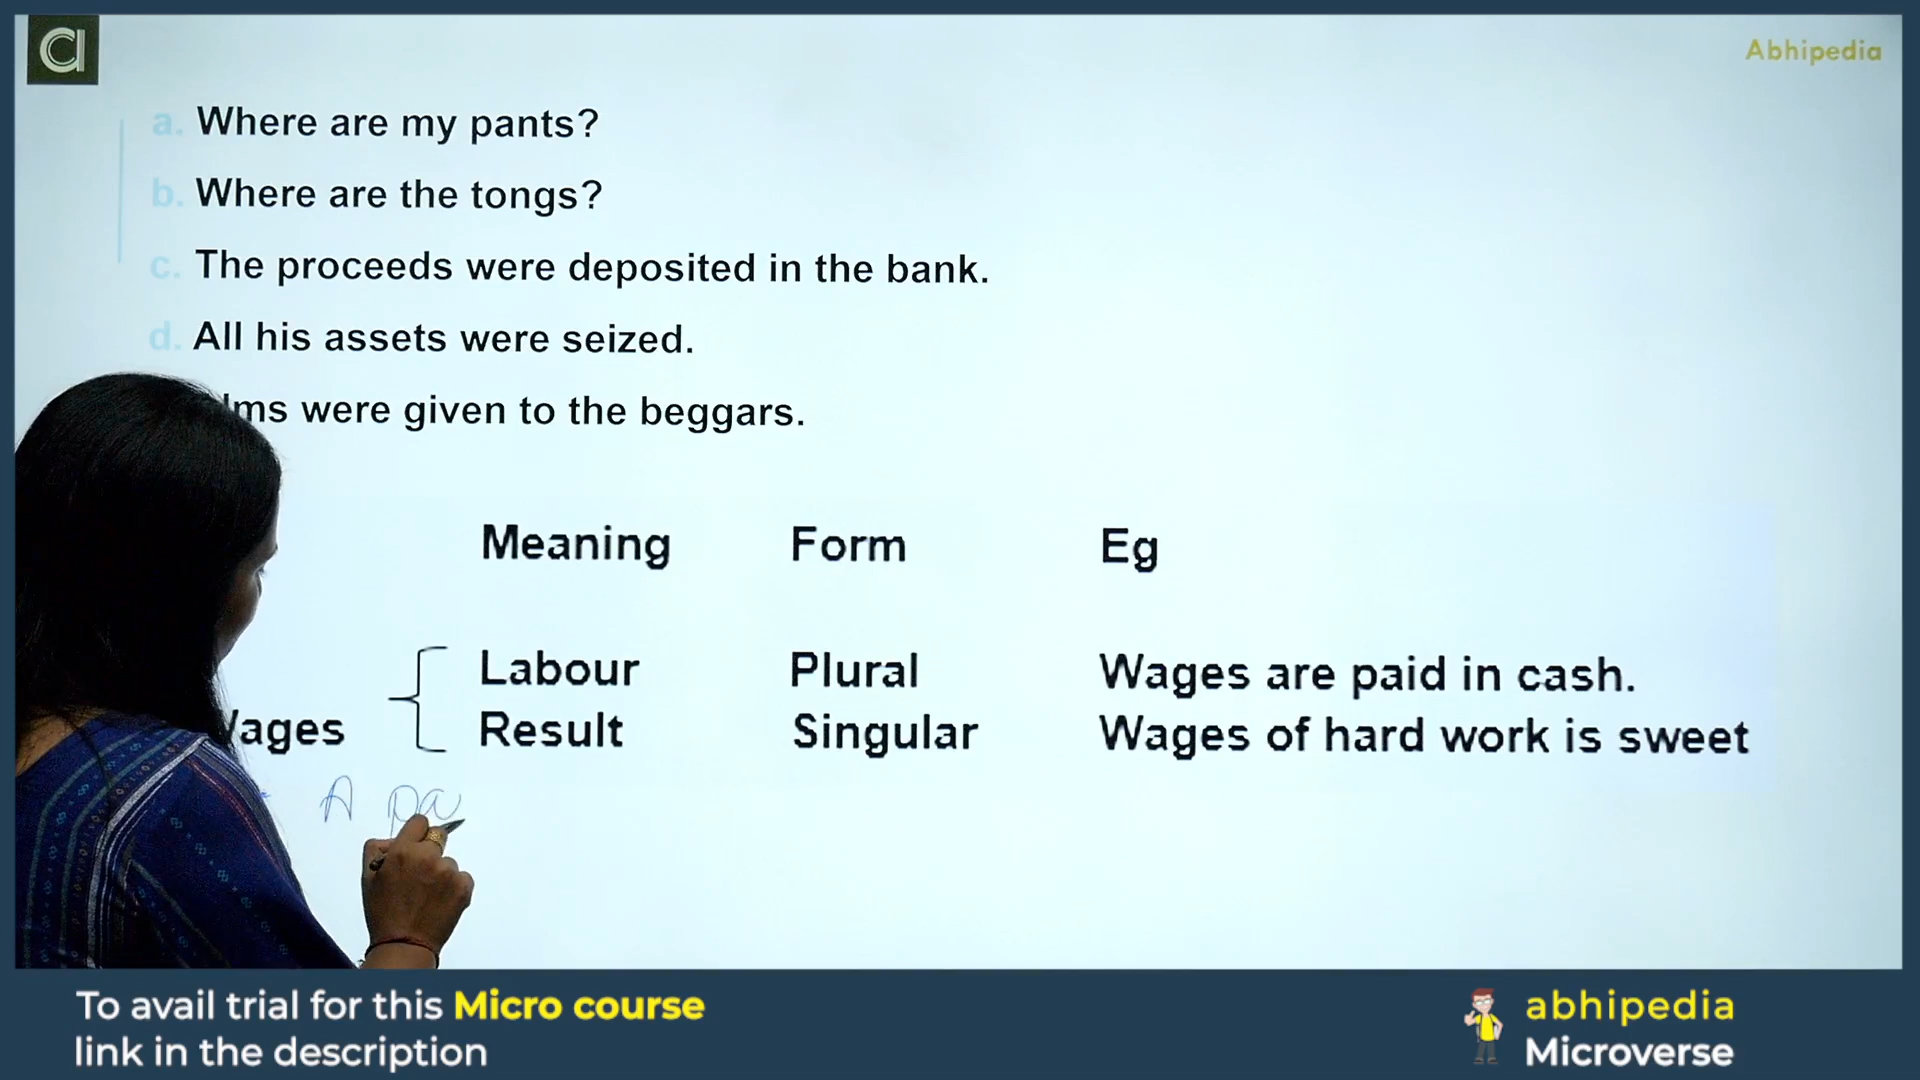 Abhipedia
a. Where are my pants?
b. Where are the tongs?
c. The proceeds were deposited in the bank.
d. All his assets were seized.
lms were given to the beggars.
Meaning Form Eg
Labour Plural Wages are paid in cash.
Wages Result Singular Wages of hard work is sweet
A pa
To avail trial for this Micro course
link in the description
abhipedia
Microverse